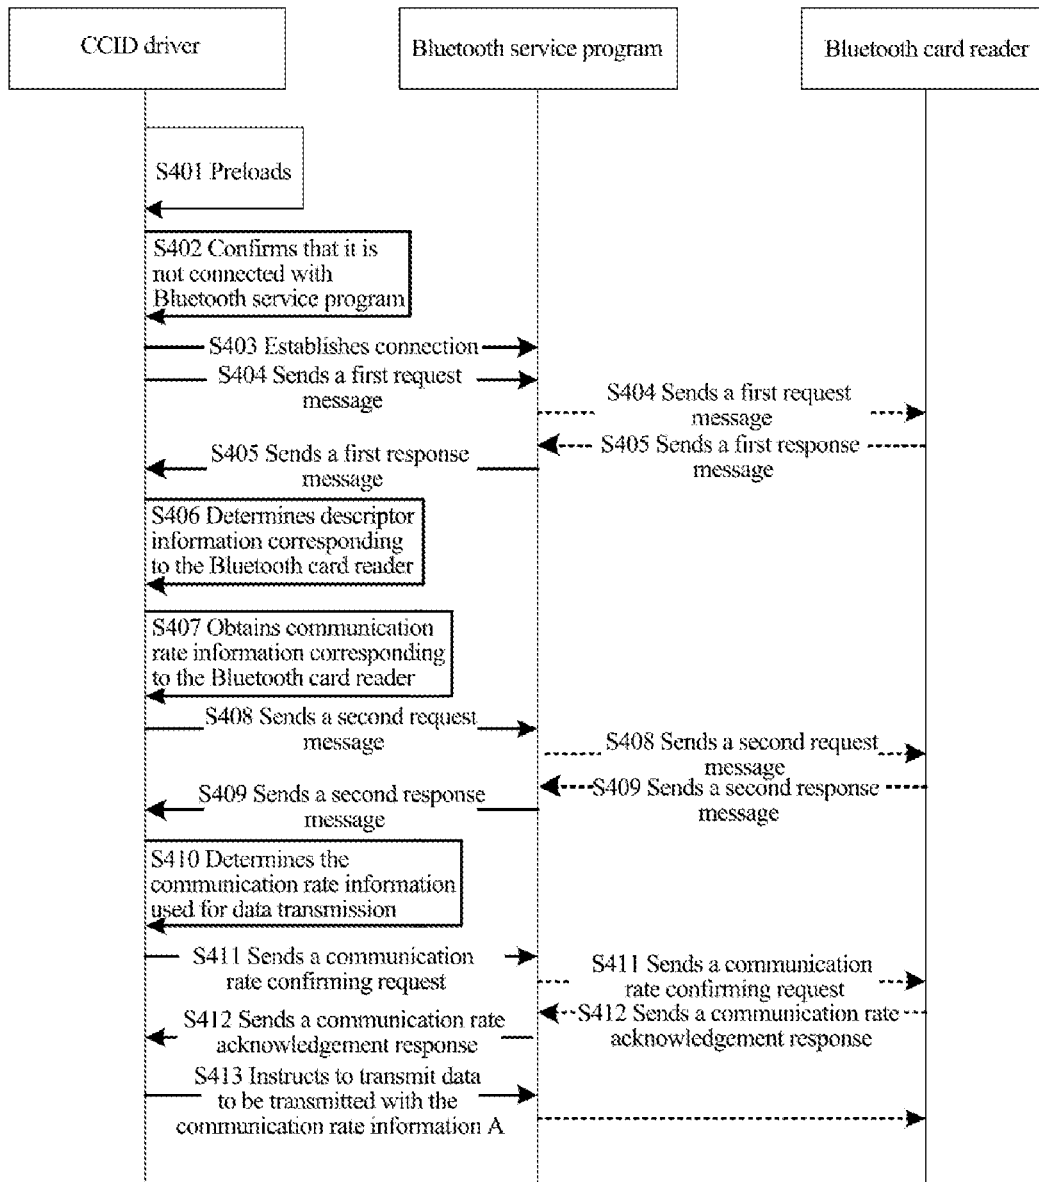 CCID driver
Bluetooth service program
Bluetooth card reader
S401 Preloads
S402 Confirms that it is
not connected with
Bluetooth service program
S403 Establishes connection
S404 Sends a first request
message
S404 Sends a first request
message
S405 Sends a first response
message
S405 Sends a first response
message
S406 Determines descriptor
information corresponding
to the Bluetooth card reader
S407 Obtains communication
rate information corresponding
to the Bluetooth card reader
S408 Sends a second request
message
S408 Sends a second request
message
S409 Sends a second response
message
S409 Sends a second response
message
S410 Determines the
communication rate information
used for data transmission
S411 Sends a communication
rate confirming request
S411 Sends a communication
rate confirming request
S412 Sends a communication rate
acknowledgement response
S412 Sends a communication rate
acknowledgement response
S413 Instructs to transmit data
to be transmitted with the
communication rate information A